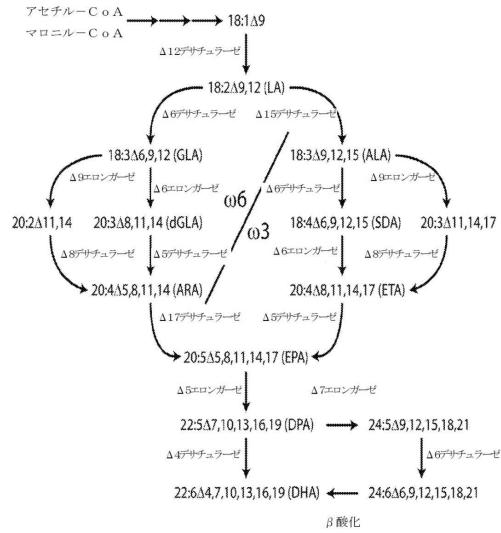 アセチル－ＣｏＡ
マロニル－ＣｏＡ
18:1Δ9
Δ12デサチュラーゼ
18:2Δ9,12 (LA)
Δ6デサチュラーゼ Δ15デサチュラーゼ
18:3Δ6,9,12 (GLA) 18:3Δ9,12,15 (ALA)
Δ9エロンガーゼ Δ6エロンガーゼ Δ6デサチュラーゼ Δ9エロンガーゼ
ω6
ω3
20:2Δ11,14 20:3Δ8,11,14 (dGLA) 18:4Δ6,9,12,15 (SDA) 20:3Δ11,14,17
Δ8デサチュラーゼ Δ5デサチュラーゼ Δ6エロンガーゼ Δ8デサチュラーゼ
20:4Δ5,8,11,14 (ARA) 20:4Δ8,11,14,17 (ETA)
Δ17デサチュラーゼ Δ5デサチュラーゼ
20:5Δ5,8,11,14,17 (EPA)
Δ5エロンガーゼ Δ7エロンガーゼ
22:5Δ7,10,13,16,19 (DPA) 24:5Δ9,12,15,18,21
Δ4デサチュラーゼ Δ6デサチュラーゼ
22:6Δ4,7,10,13,16,19 (DHA) 24:6Δ6,9,12,15,18,21
β酸化